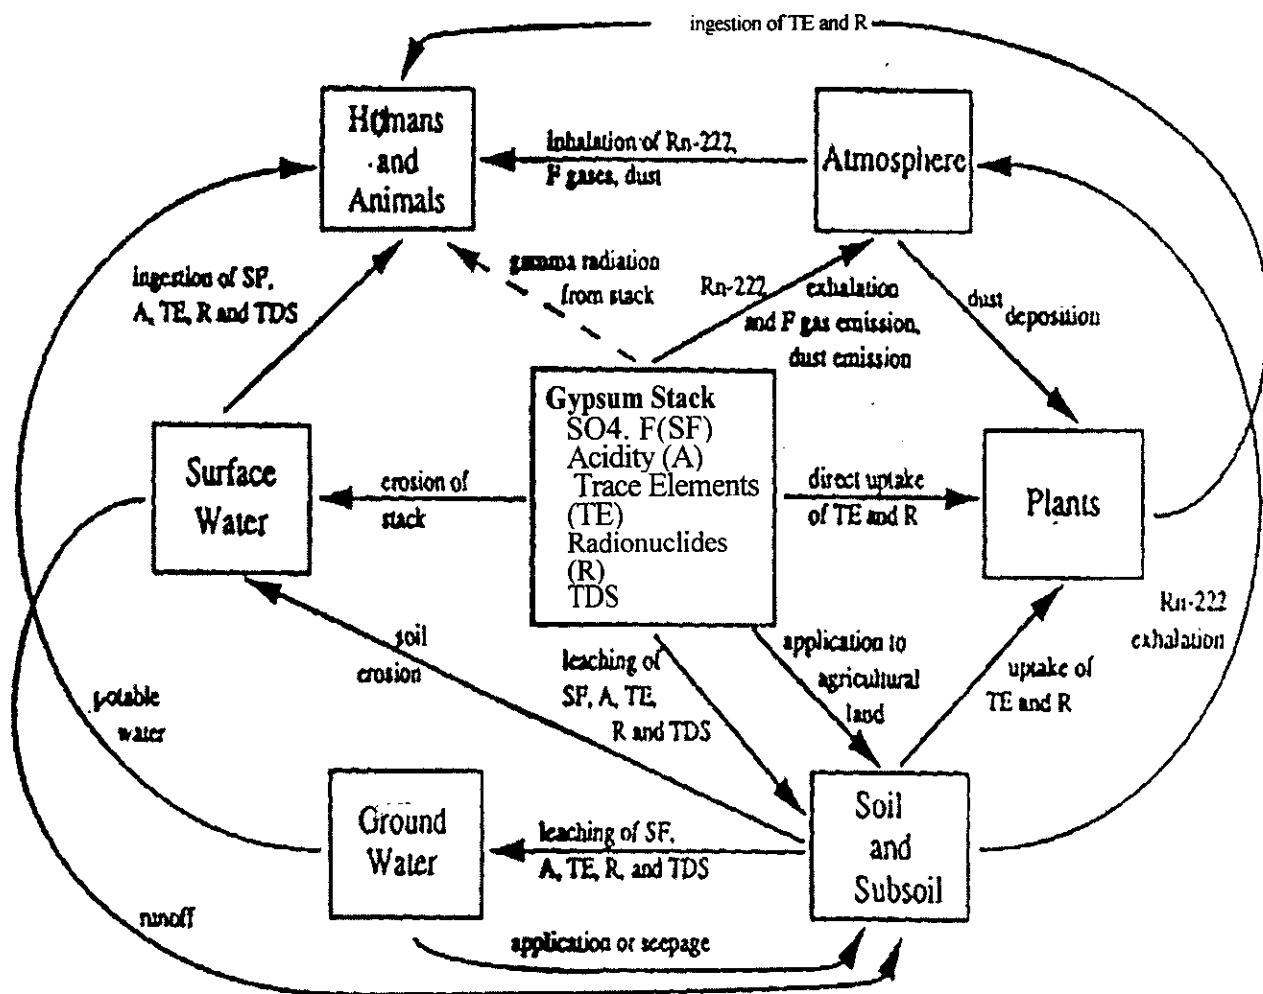 ingestion of TE and R
Humans
and
Animals
Inhalation of Rn-222,
F gases, dust
Atmosphere
ingestion of SF,
A, TE, R and TDS
gamma radiation
from stack
Rn-222
exhalation
and F gas emission,
dust emission
dust
deposition
Gypsum Stack
SO4. F(SF)
Acidity (A)
Trace Elements
(TE)
Radionuclides
(R)
TDS
Surface
Water
erosion of
stack
direct uptake
of TE and R
Plants
Rn-222
exhalation
soil
erosion
leaching of
SF, A, TE,
R and TDS
application to
agricultural
land
uptake of
TE and R
potable
water
Ground
Water
leaching of SF,
A, TE, R, and TDS
Soil
and
Subsoil
runoff
application or seepage